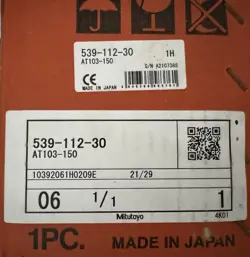 539-112-30 1H
AT103-150
S/N A2107388
CE MADE IN JAPAN
539-112-30
AT103-150
10392061H0209E 21/29
06 1/1 1
Mitutoyo 4K01
1PC. MADE IN JAPAN